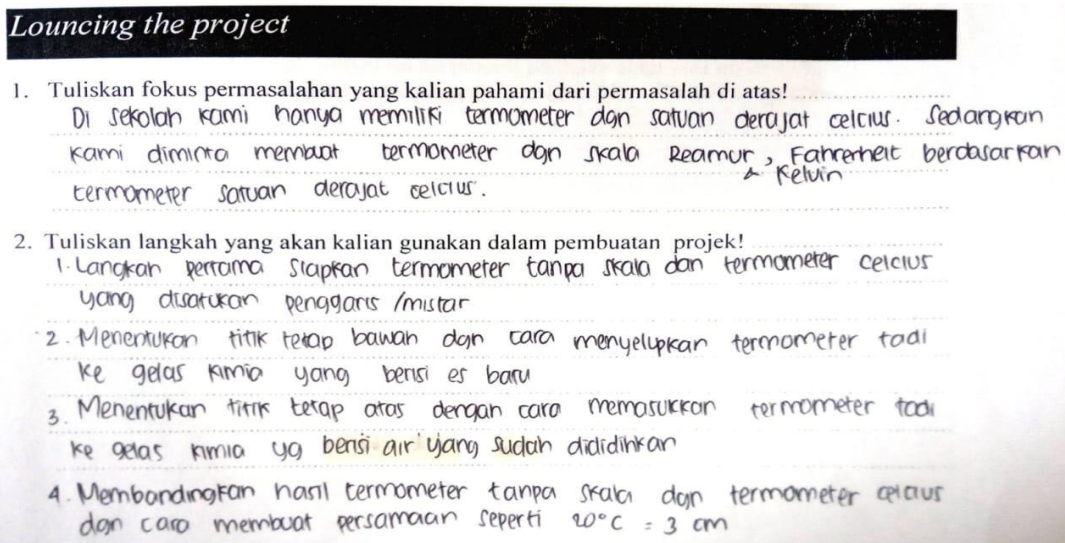 Louncing the project
1. Tuliskan fokus permasalahan yang kalian pahami dari permasalah di atas!
Di sekolah kami hanya memiliki termometer dgn satuan derajat celcius. Sedangkan
kami diminta membuat termometer dgn skala Reamur, Fahrenheit berdasarkan
& Kelvin
termometer satuan derajat celcius.
2. Tuliskan langkah yang akan kalian gunakan dalam pembuatan projek!
1. Langkah pertama siapkan termometer tanpa skala dan termometer celcius
yang disatukan penggaris /mistar
2. Menentukan titik tetap bawah dgn cara menyelupkan termometer tadi
ke gelas kimia yang berisi es batu
3. Menentukan titik tetap atas dengan cara memasukkan termometer tadi
ke gelas kimia yg berisi air yang sudah dididihkan
4. Membandingkan hasil termometer tanpa skala dgn termometer celcius
dgn cara membuat persamaan seperti 20°C = 3 cm